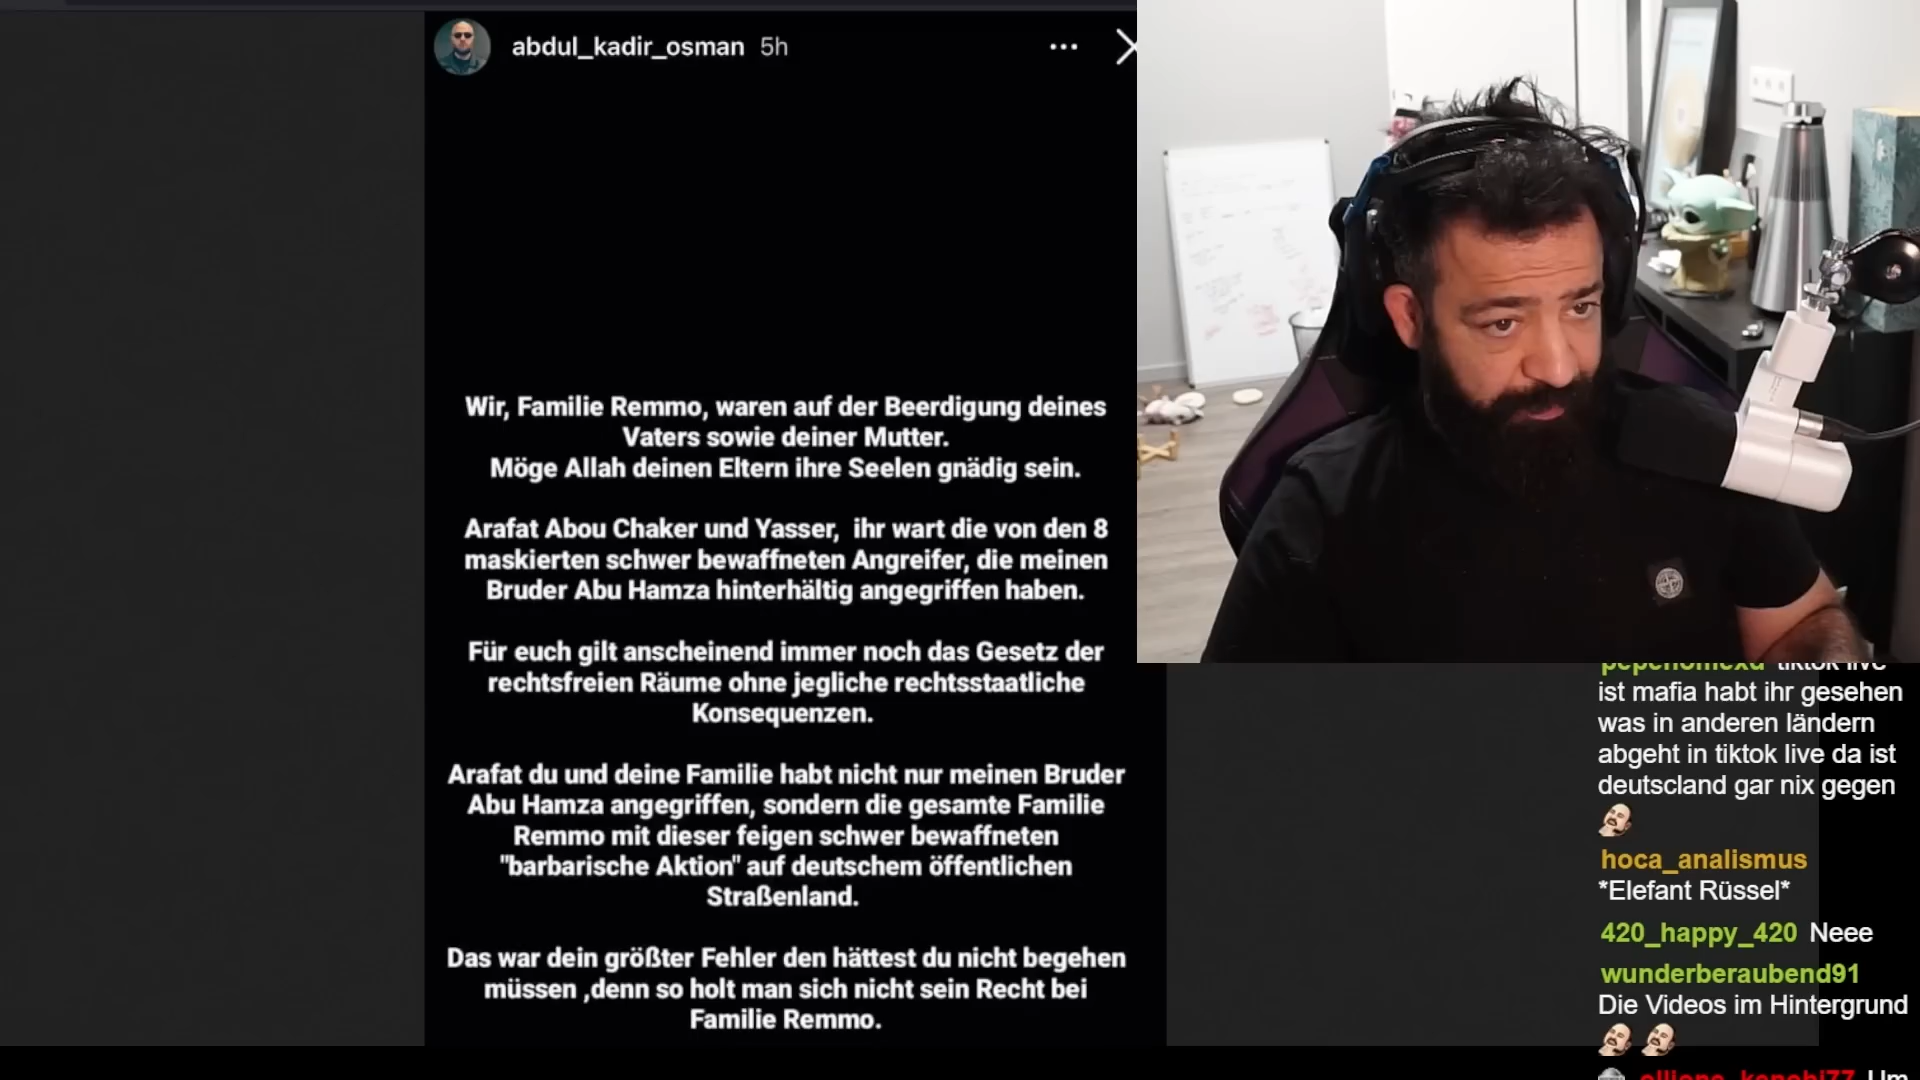 abdul_kadir_osman 5h
Wir, Familie Remmo, waren auf der Beerdigung deines
Vaters sowie deiner Mutter.
Möge Allah deinen Eltern ihre Seelen gnädig sein.
Arafat Abou Chaker und Yasser, ihr wart die von den 8
maskierten schwer bewaffneten Angreifer, die meinen
Bruder Abu Hamza hinterhältig angegriffen haben.
Für euch gilt anscheinend immer noch das Gesetz der
rechtsfreien Räume ohne jegliche rechtsstaatliche
Konsequenzen.
Arafat du und deine Familie habt nicht nur meinen Bruder
Abu Hamza angegriffen, sondern die gesamte Familie
Remmo mit dieser feigen schwer bewaffneten
"barbarische Aktion" auf deutschem öffentlichen
Straßenland.
Das war dein größter Fehler den hättest du nicht begehen
müssen ,denn so holt man sich nicht sein Recht bei
Familie Remmo.
tiktok live
ist mafia habt ihr gesehen
was in anderen ländern
abgeht in tiktok live da ist
deutscland gar nix gegen
hoca_analismus
*Elefant Rüssel*
420_happy_420 Neee
wunderberaubend91
Die Videos im Hintergrund